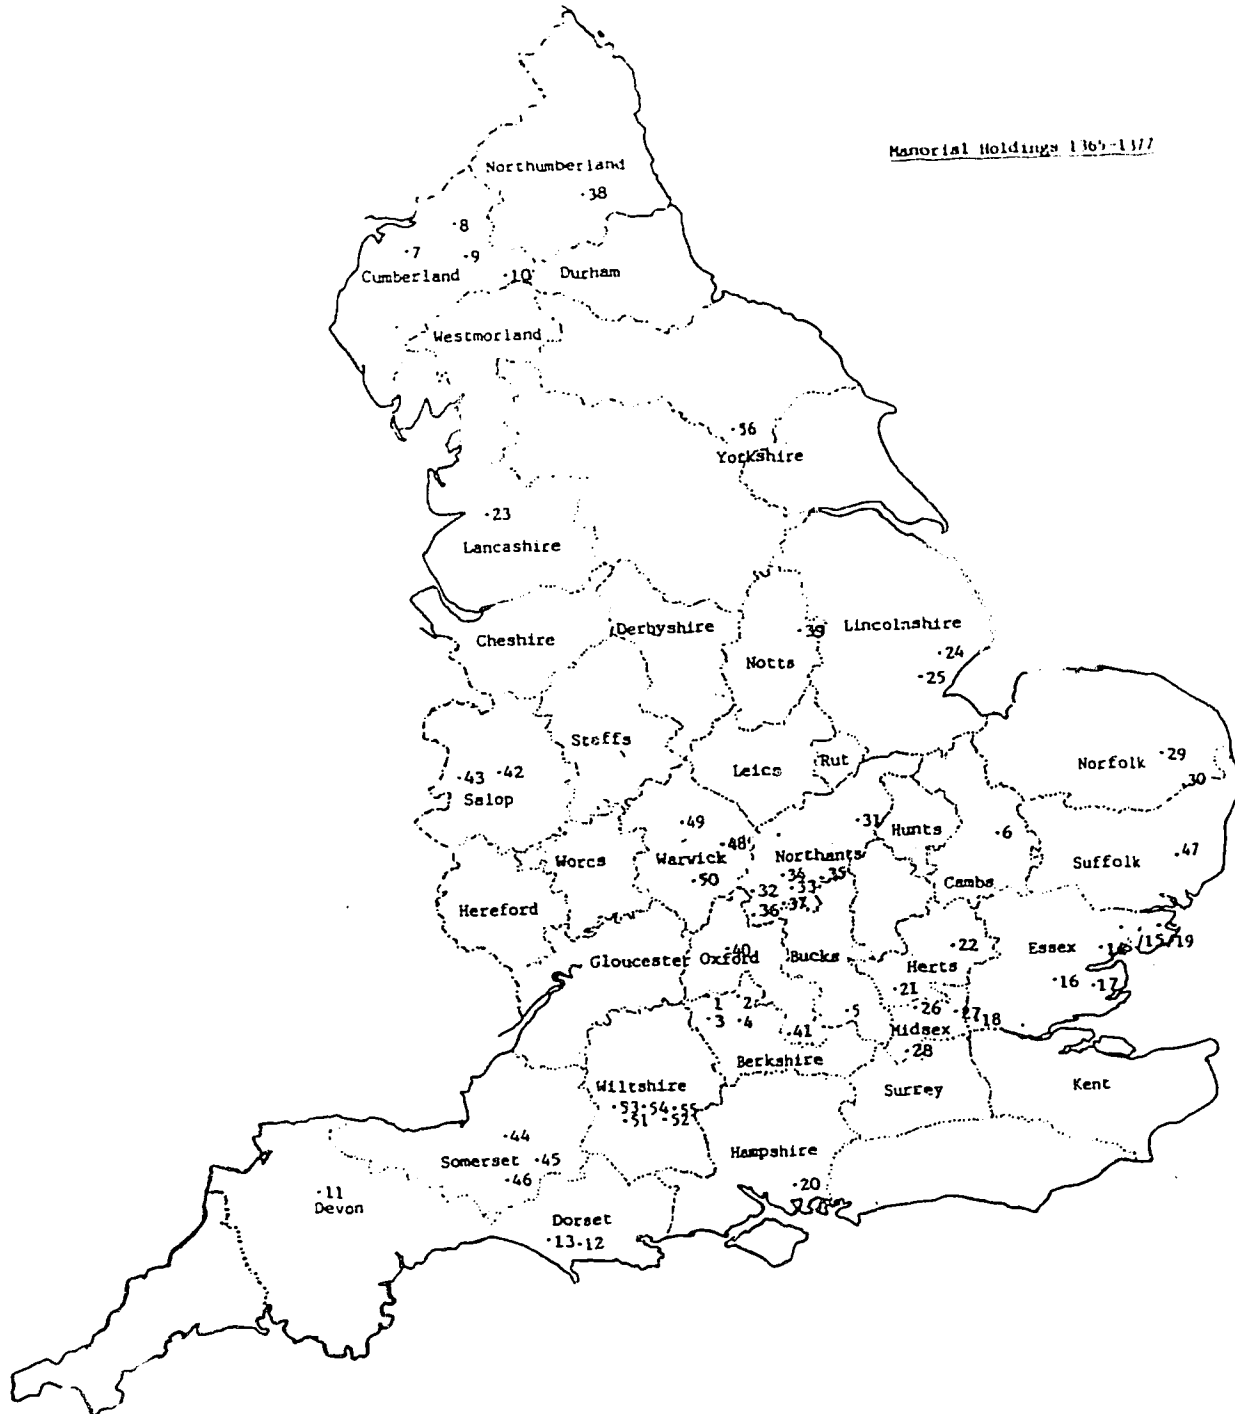 Manorial Holdings 1365-1377
Northumberland
·38
·8
·7
·9
Cumberland
·10
Durham
Westmorland
·56
Yorkshire
·23
Lancashire
Cheshire
Derbyshire
·39
Lincolnshire
Notts
·24
·25
Staffs
Leics
Rut
Norfolk
·29
·30
·43
·42
Salop
·49
·48
Warwick
·50
Worcs
Northants
·31
Hunts
·6
·47
Suffolk
Cambs
·34
·35
·32
·33
·36
·37
Hereford
Gloucester
Oxford
·40
Bucks
Herts
·22
·21
Essex
·14
/15/19
·16
·17
1
·2
·3
·4
·5
·26
·27
·18
Midsex
·41
Berkshire
·28
Surrey
Kent
Wiltshire
·53·54·55
·51
·52
·44
Somerset
·45
·46
Hampshire
·20
·11
Devon
Dorset
·13·12